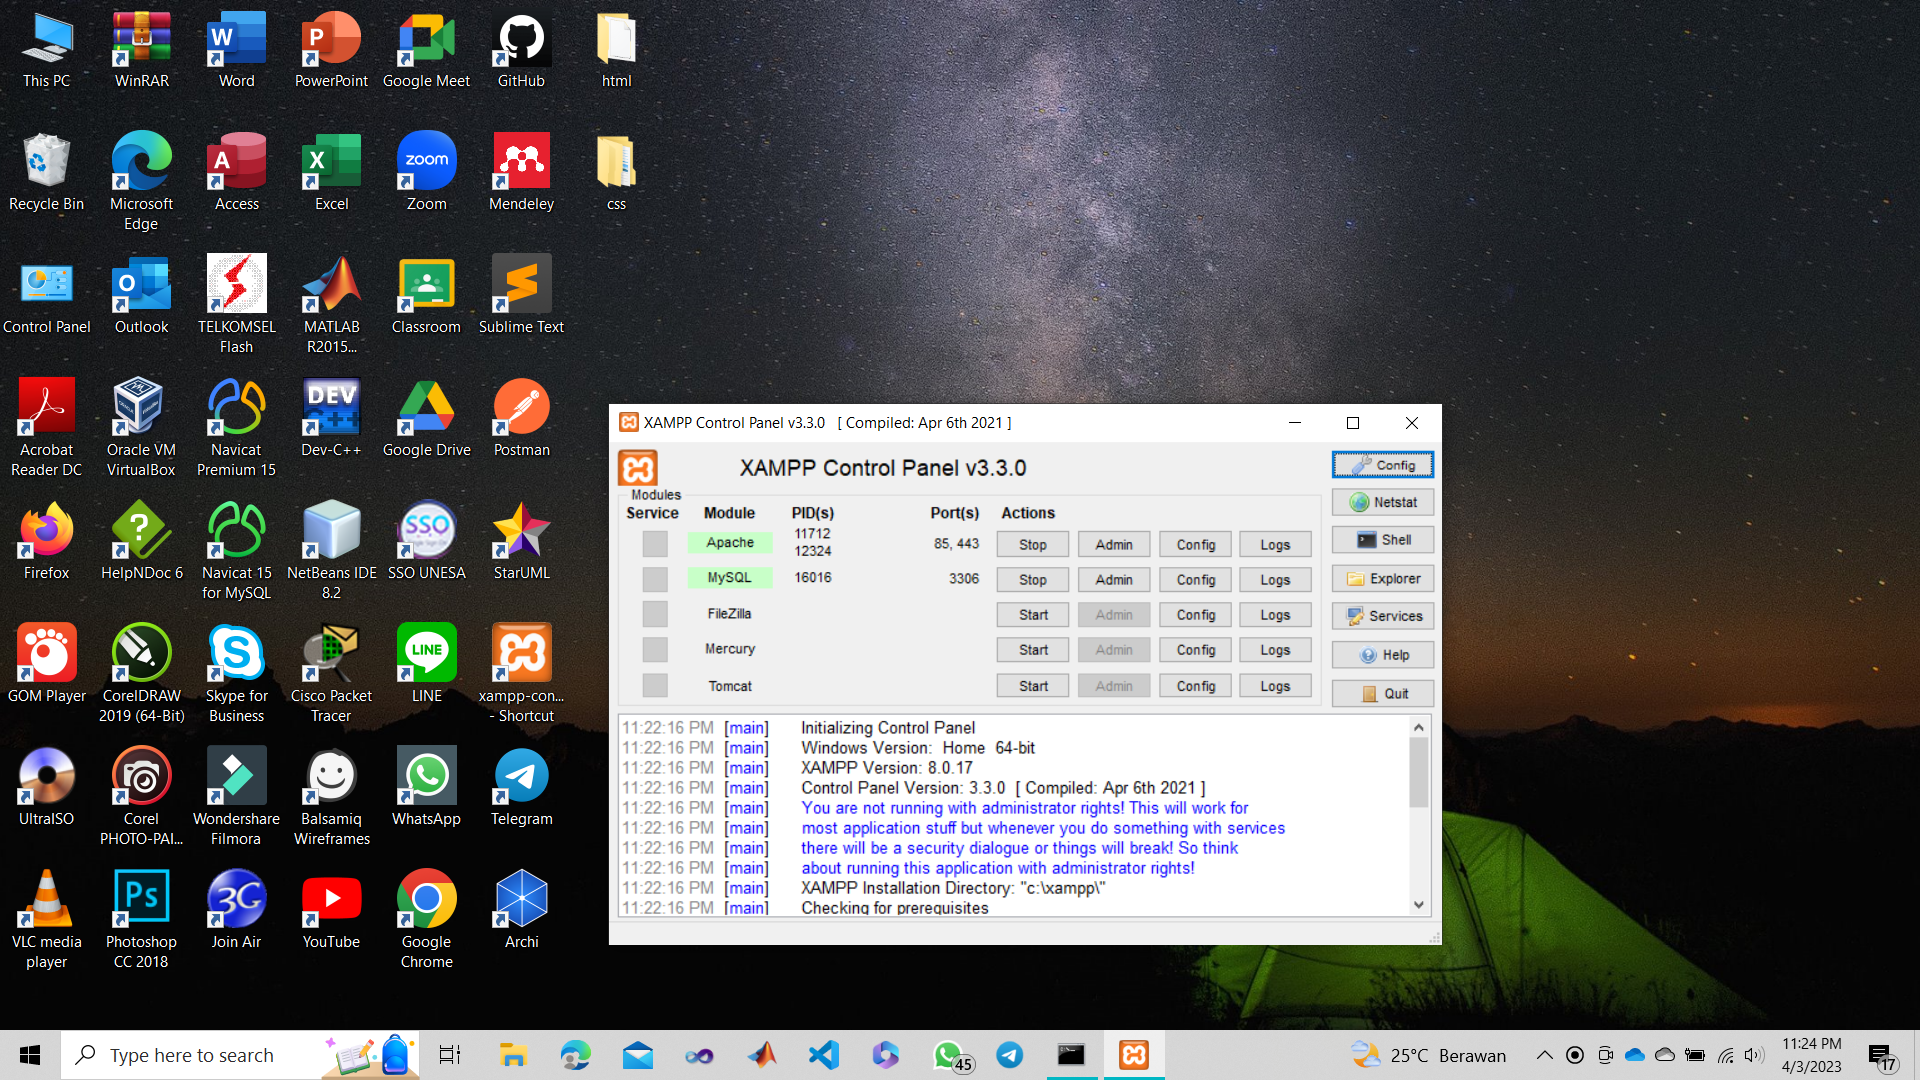 This PC
WinRAR
Word
PowerPoint
Google Meet
GitHub
html
Recycle Bin
Microsoft
Edge
Access
Excel
zoom
Zoom
Mendeley
css
Control Panel
Outlook
TELKOMSEL
Flash
MATLAB
R2015...
Classroom
Sublime Text
Acrobat
Reader DC
Oracle VM
VirtualBox
Navicat
Premium 15
DEV
C++
Dev-C++
Google Drive
Postman
Firefox
HelpNDoc 6
Navicat 15
for MySQL
NetBeans IDE
8.2
SSO
SSO UNESA
StarUML
GOM Player
CorelDRAW
2019 (64-Bit)
Skype for
Business
Cisco Packet
Tracer
LINE
LINE
xampp-con...
- Shortcut
UltraISO
Corel
PHOTO-PAI...
Wondershare
Filmora
Balsamiq
Wireframes
WhatsApp
Telegram
VLC media
player
Ps
Photoshop
CC 2018
3G
Join Air
YouTube
Google
Chrome
Archi
XAMPP Control Panel v3.3.0 [ Compiled: Apr 6th 2021 ]
XAMPP Control Panel v3.3.0
Config
Modules
Service Module PID(s) Port(s) Actions
Netstat
Apache 11712 12324 85, 443 Stop Admin Config Logs
Shell
MySQL 16016 3306 Stop Admin Config Logs
Explorer
FileZilla Start Admin Config Logs
Services
Mercury Start Admin Config Logs
Help
Tomcat Start Admin Config Logs
Quit
11:22:16 PM [main] Initializing Control Panel
11:22:16 PM [main] Windows Version: Home 64-bit
11:22:16 PM [main] XAMPP Version: 8.0.17
11:22:16 PM [main] Control Panel Version: 3.3.0 [ Compiled: Apr 6th 2021 ]
11:22:16 PM [main] You are not running with administrator rights! This will work for
11:22:16 PM [main] most application stuff but whenever you do something with services
11:22:16 PM [main] there will be a security dialogue or things will break! So think
11:22:16 PM [main] about running this application with administrator rights!
11:22:16 PM [main] XAMPP Installation Directory: "c:\xampp\"
11:22:16 PM [main] Checking for prerequisites
Type here to search
45
25°C Berawan
11:24 PM
4/3/2023
17